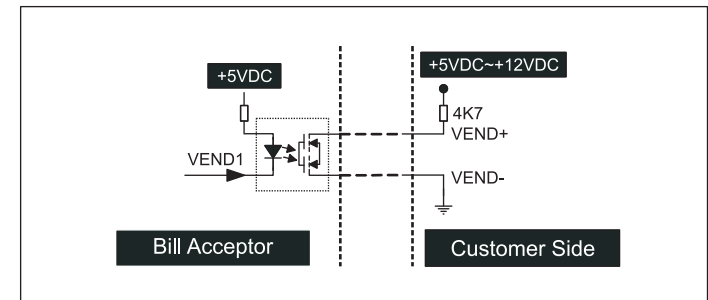 +5VDC
+5VDC~+12VDC
4K7
VEND+
VEND1
VEND-
Bill Acceptor
Customer Side